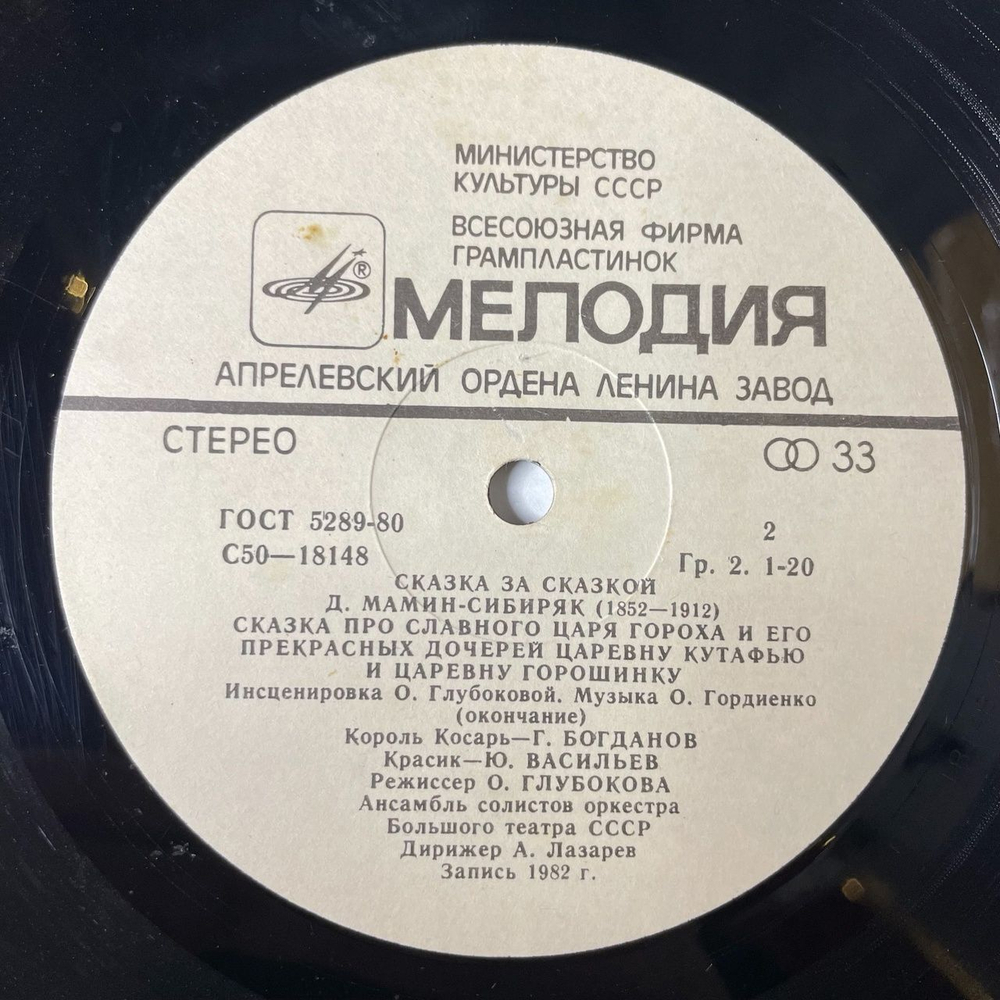 МИНИСТЕРСТВО
КУЛЬТУРЫ СССР
ВСЕСОЮЗНАЯ ФИРМА
ГРАМПЛАСТИНОК
®
МЕЛОДИЯ
АПРЕЛЕВСКИЙ ОРДЕНА ЛЕНИНА ЗАВОД
СТЕРЕО
33
ГОСТ 5289-80
2
С50—18148
Гр. 2. 1-20
СКАЗКА ЗА СКАЗКОЙ
Д. МАМИН-СИБИРЯК (1852—1912)
СКАЗКА ПРО СЛАВНОГО ЦАРЯ ГОРОХА И ЕГО
ПРЕКРАСНЫХ ДОЧЕРЕЙ ЦАРЕВНУ КУТАФЬЮ
И ЦАРЕВНУ ГОРОШИНКУ
Инсценировка О. Глубоковой. Музыка О. Гордиенко
(окончание)
Король Косарь—Г. БОГДАНОВ
Красик—Ю. ВАСИЛЬЕВ
Режиссер О. ГЛУБОКОВА
Ансамбль солистов оркестра
Большого театра СССР
Дирижер А. Лазарев
Запись 1982 г.